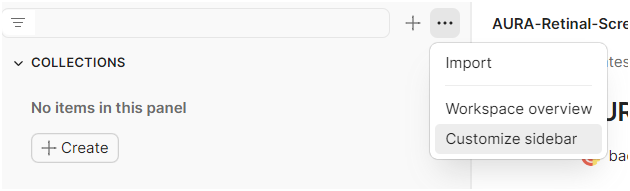 AURA-Retinal-Scre
COLLECTIONS
Import
No items in this panel
Workspace overview
Create
Customize sidebar